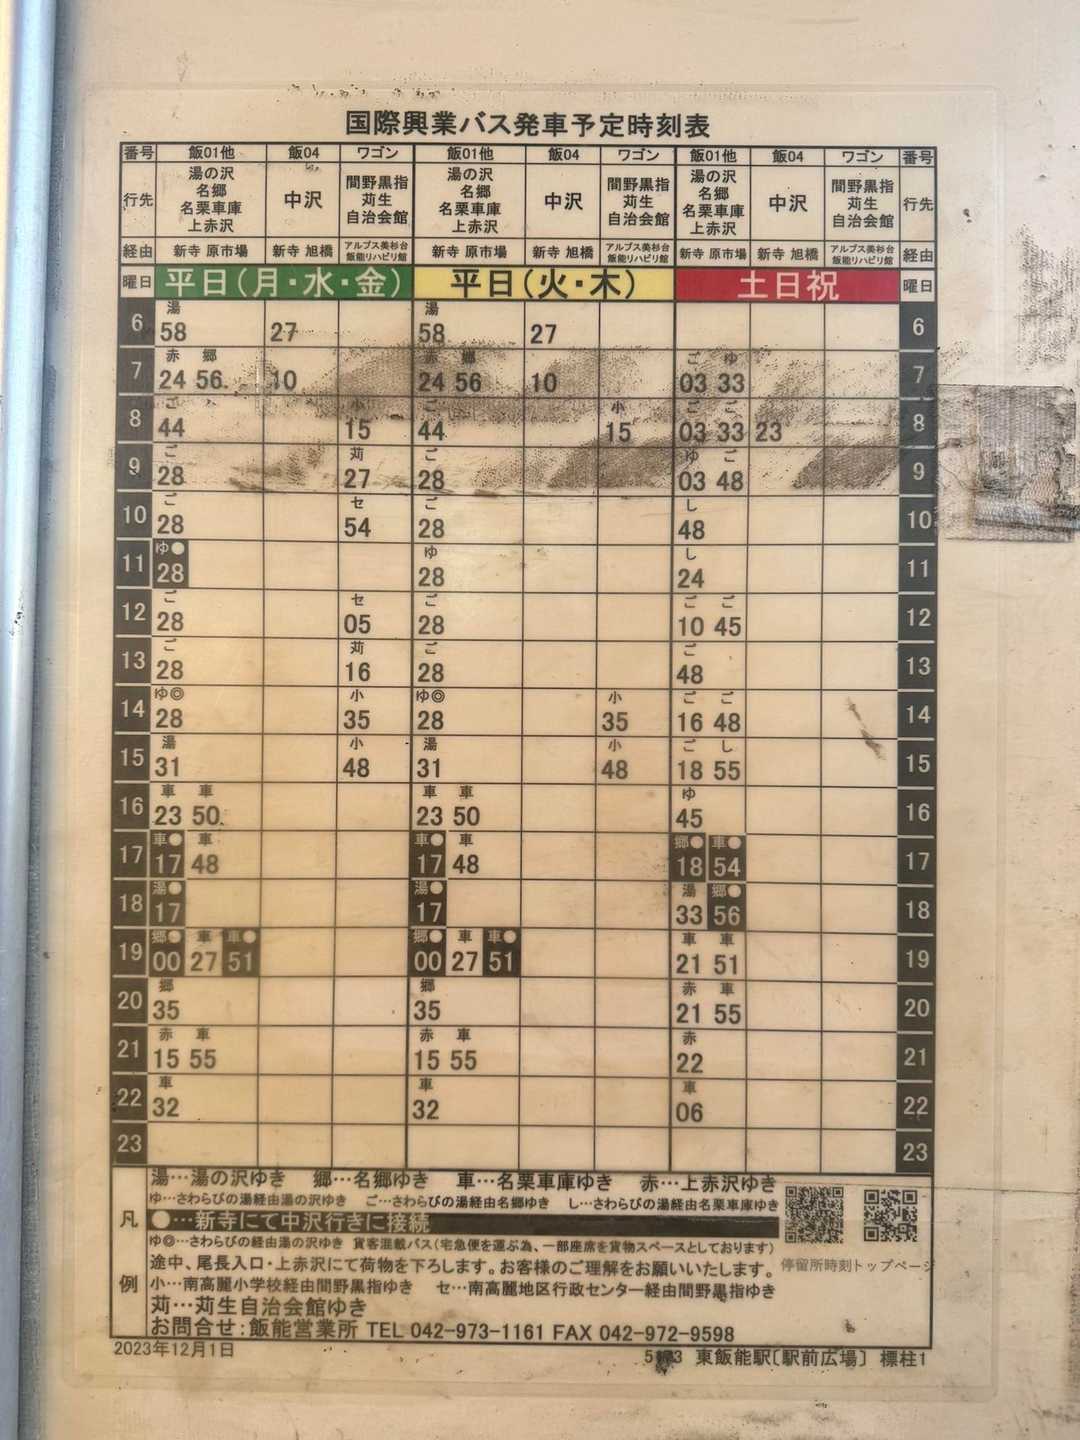 国際興業バス発車予定時刻表
番号 飯01他 飯04 ワゴン 飯01他 飯04 ワゴン 飯01他 飯04 ワゴン 番号
行先 湯の沢 名郷 名栗車庫 上赤沢 中沢 間野黒指 苅生 自治会館 湯の沢 名郷 名栗車庫 上赤沢 中沢 間野黒指 苅生 自治会館 湯の沢 名郷 名栗車庫 上赤沢 中沢 間野黒指 苅生 自治会館 行先
経由 新寺 原市場 新寺 旭橋 アルプス美杉台 飯能リハビリ館 新寺 原市場 新寺 旭橋 アルプス美杉台 飯能リハビリ館 新寺 原市場 新寺 旭橋 アルプス美杉台 飯能リハビリ館 経由
曜日 平日(月・水・金) 平日(火・木) 土日祝 曜日
湯 湯
6 58 27 58 27 6
赤 郷 赤 郷 ご ゆ
7 24 56 10 24 56 10 03 33 7
ご 小 ご 小 ご ご
8 44 15 44 15 03 33 23 8
ご 苅 ご ゆ ご
9 28 27 28 03 48 9
ご セ ご し
10 28 54 28 48 10
ゆ● ゆ し
11 28 28 24 11
ご セ ご ご ご
12 28 05 28 10 45 12
ご 苅 ご ご
13 28 16 28 48 13
ゆ◎ 小 ゆ◎ 小 ご ご
14 28 35 28 35 16 48 14
湯 小 湯 小 ご し
15 31 48 31 48 18 55 15
車 車 車 車 ゆ
16 23 50 23 50 45 16
車● 車 車● 車 郷● 車●
17 17 48 17 48 18 54 17
湯● 湯● 湯 郷●
18 17 17 33 56 18
郷● 車 車● 郷● 車 車● 車 車
19 00 27 51 00 27 51 21 51 19
郷 郷 赤 車
20 35 35 21 55 20
赤 車 赤 車 赤
21 15 55 15 55 22 21
車 車 車
22 32 32 06 22
23 23
凡例
湯…湯の沢ゆき 郷…名郷ゆき 車…名栗車庫ゆき 赤…上赤沢ゆき
ゆ…さわらびの湯経由湯の沢ゆき ご…さわらびの湯経由名郷ゆき し…さわらびの湯経由名栗車庫ゆき
●…新寺にて中沢行きに接続
ゆ◎…さわらびの経由湯の沢ゆき 貨客混載バス(宅急便を運ぶ為、一部座席を貨物スペースとしております)
途中、尾長入口・上赤沢にて荷物を下ろします。お客様のご理解をお願いいたします。 停留所時刻トップページ
小…南高麗小学校経由間野黒指ゆき セ…南高麗地区行政センター経由間野黒指ゆき
苅…苅生自治会館ゆき
お問合せ:飯能営業所 TEL 042-973-1161 FAX 042-972-9598
2023年12月1日 東飯能駅〔駅前広場〕 標柱1